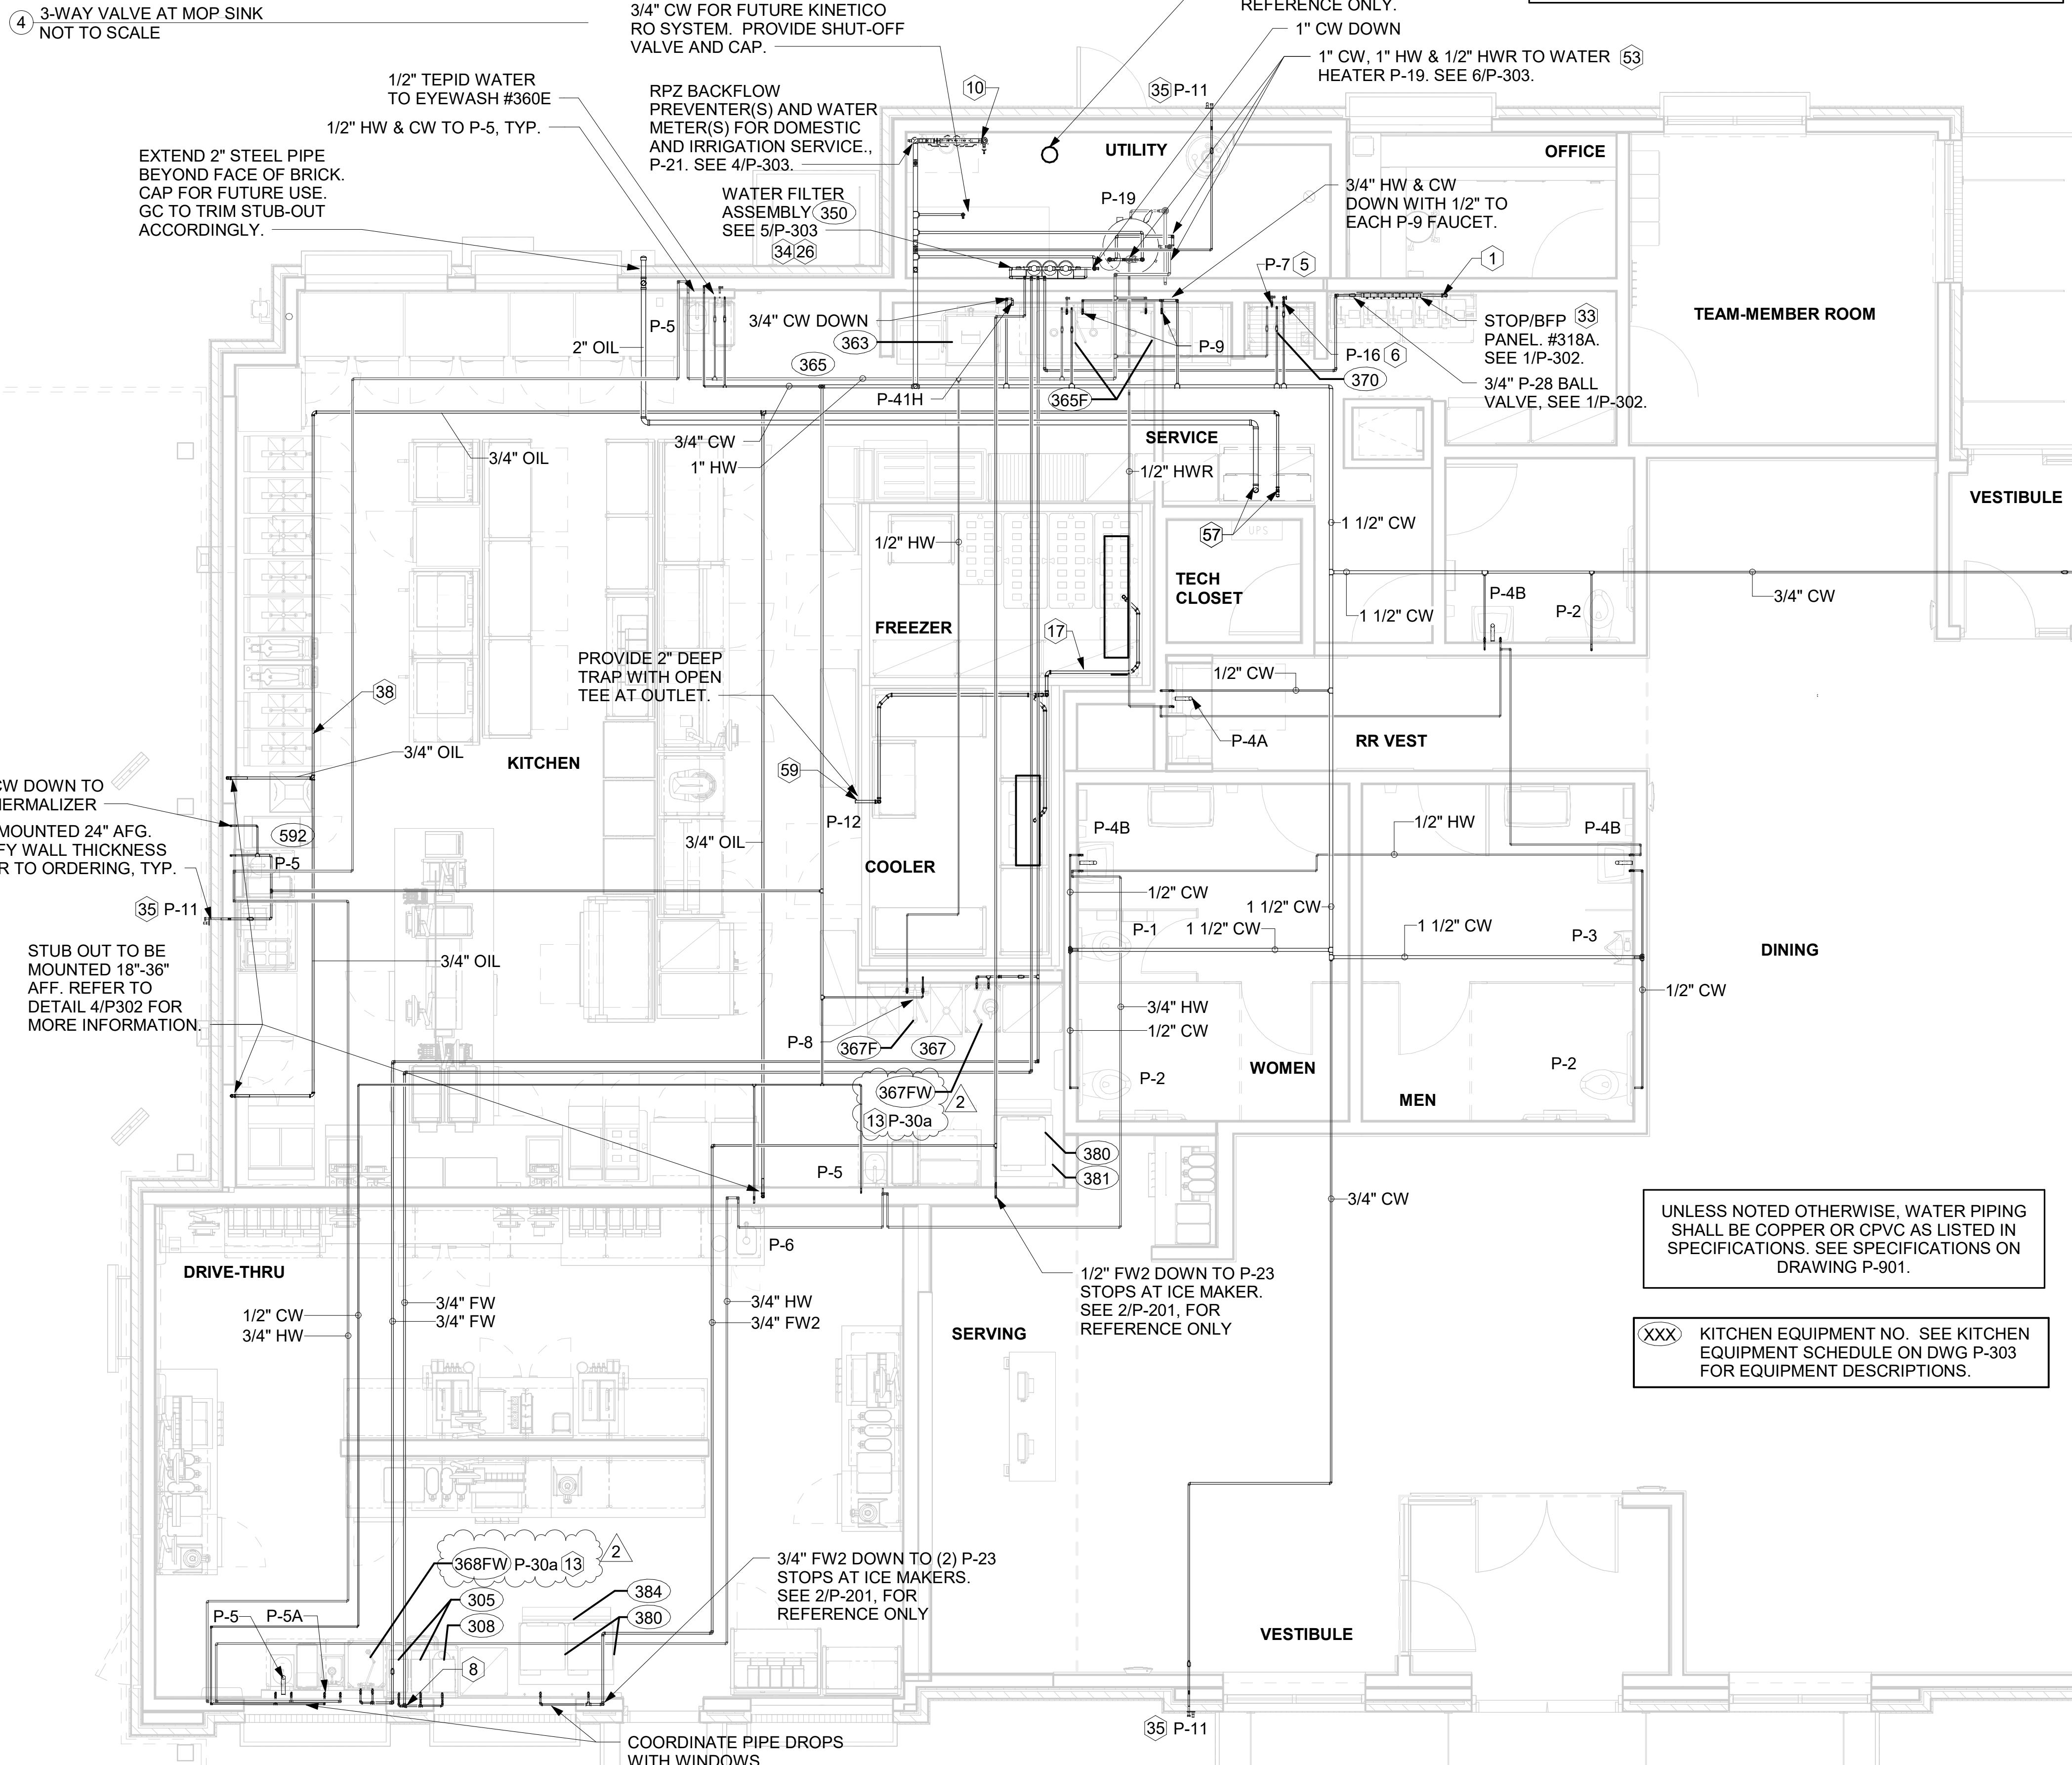 4
3-WAY VALVE AT MOP SINK
NOT TO SCALE
3/4" CW FOR FUTURE KINETICO
RO SYSTEM. PROVIDE SHUT-OFF
VALVE AND CAP.
REFERENCE ONLY.
1" CW DOWN
1" CW, 1" HW & 1/2" HWR TO WATER 53
HEATER P-19. SEE 6/P-303.
1/2" TEPID WATER
TO EYEWASH #360E
1/2" HW & CW TO P-5, TYP.
RPZ BACKFLOW
PREVENTER(S) AND WATER
METER(S) FOR DOMESTIC
AND IRRIGATION SERVICE.,
P-21. SEE 4/P-303.
10
35 P-11
EXTEND 2" STEEL PIPE
BEYOND FACE OF BRICK.
CAP FOR FUTURE USE.
GC TO TRIM STUB-OUT
ACCORDINGLY.
WATER FILTER
ASSEMBLY 350
SEE 5/P-303
34 26
UTILITY
P-19
OFFICE
3/4" HW & CW
DOWN WITH 1/2" TO
EACH P-9 FAUCET.
P-7 5
1
TEAM-MEMBER ROOM
P-5
2" OIL
3/4" CW DOWN
363
365
P-41H
365F
P-9
P-16 6
370
STOP/BFP 33
PANEL. #318A.
SEE 1/P-302.
3/4" P-28 BALL
VALVE, SEE 1/P-302.
3/4" CW
1" HW
3/4" OIL
SERVICE
1/2" HWR
57
UPS
VESTIBULE
1 1/2" CW
1/2" HW
TECH
CLOSET
P-4B
P-2
1 1/2" CW
3/4" CW
FREEZER
17
PROVIDE 2" DEEP
TRAP WITH OPEN
TEE AT OUTLET.
38
1/2" CW
P-4A
RR VEST
3/4" OIL
KITCHEN
59
P-12
CW DOWN TO
HERMALIZER
MOUNTED 24" AFG.
FY WALL THICKNESS
R TO ORDERING, TYP.
592
P-5
35 P-11
3/4" OIL
COOLER
P-4B
1/2" HW
P-4B
1/2" CW
1 1/2" CW
P-1
1 1/2" CW
1 1/2" CW
P-3
DINING
STUB OUT TO BE
MOUNTED 18"-36"
AFF. REFER TO
DETAIL 4/P302 FOR
MORE INFORMATION.
3/4" OIL
1/2" CW
3/4" HW
1/2" CW
P-8
367F
367
367FW
2
13 P-30a
P-2
WOMEN
MEN
P-2
380
381
P-5
3/4" CW
UNLESS NOTED OTHERWISE, WATER PIPING
SHALL BE COPPER OR CPVC AS LISTED IN
SPECIFICATIONS. SEE SPECIFICATIONS ON
DRAWING P-901.
P-6
DRIVE-THRU
1/2" FW2 DOWN TO P-23
STOPS AT ICE MAKER.
SEE 2/P-201, FOR
REFERENCE ONLY
1/2" CW
3/4" HW
3/4" FW
3/4" FW
3/4" HW
3/4" FW2
SERVING
XXX
KITCHEN EQUIPMENT NO. SEE KITCHEN
EQUIPMENT SCHEDULE ON DWG P-303
FOR EQUIPMENT DESCRIPTIONS.
368FW P-30a 13
2
305
308
384
380
3/4" FW2 DOWN TO (2) P-23
STOPS AT ICE MAKERS.
SEE 2/P-201, FOR
REFERENCE ONLY
P-5
P-5A
8
VESTIBULE
35 P-11
COORDINATE PIPE DROPS
WITH WINDOWS